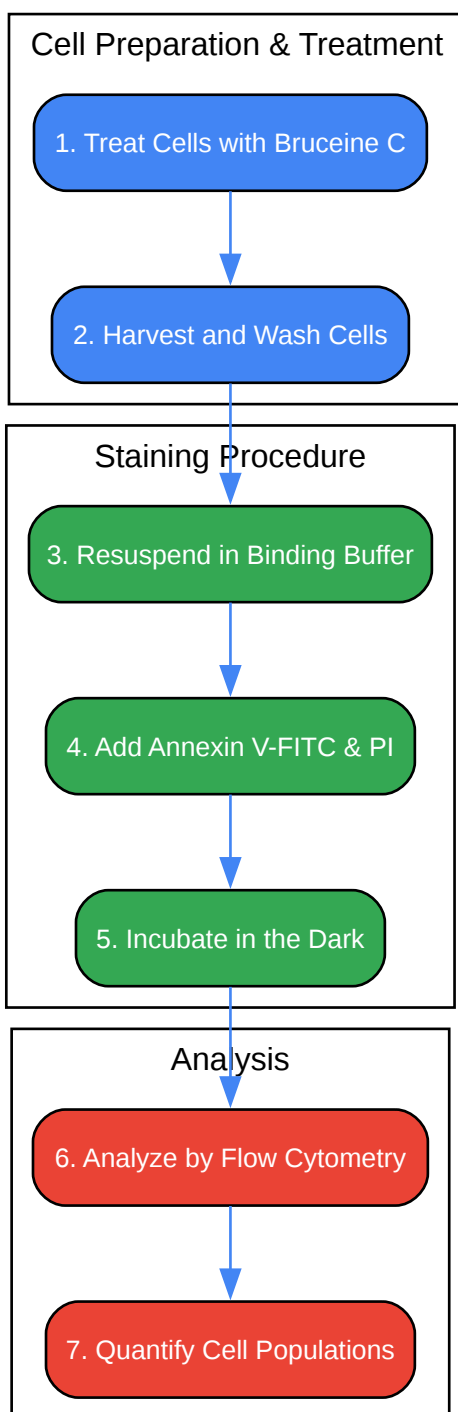 Cell Preparation & Treatment
1. Treat Cells with Bruceine C
2. Harvest and Wash Cells
Staining Procedure
3. Resuspend in Binding Buffer
4. Add Annexin V-FITC & PI
5. Incubate in the Dark
Analysis
6. Analyze by Flow Cytometry
7. Quantify Cell Populations